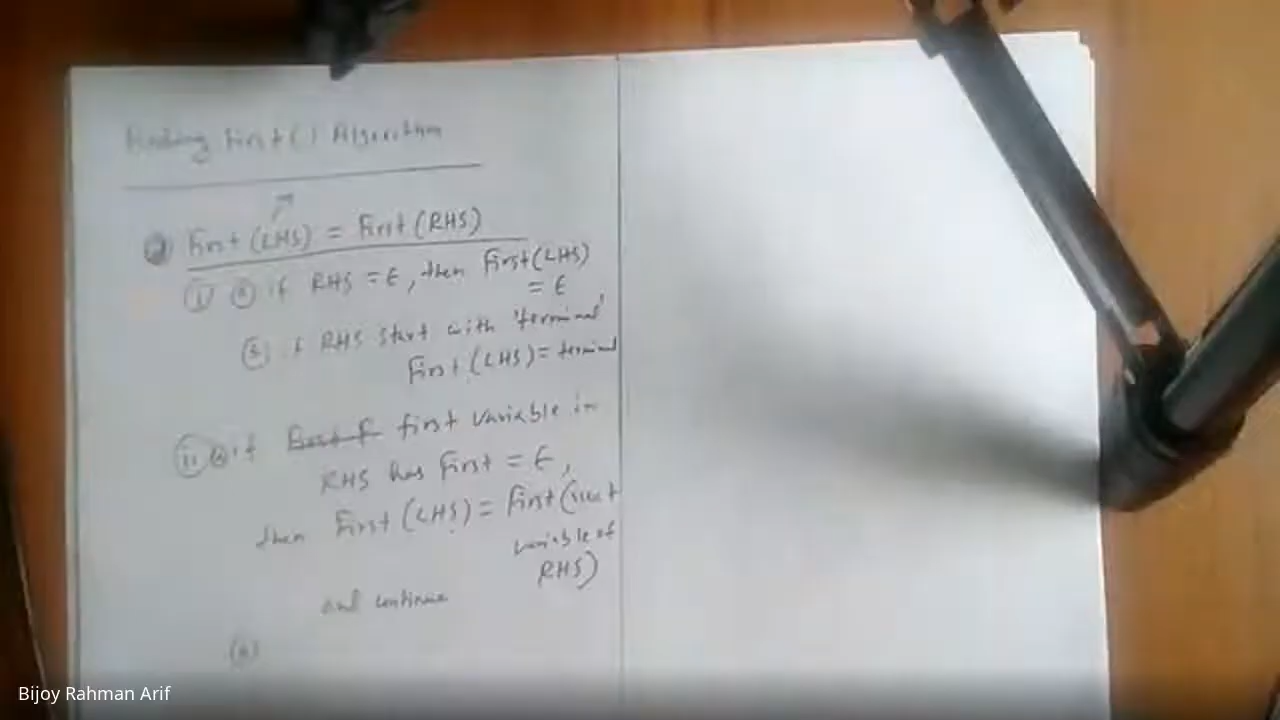 Finding First( ) Algorithm
First (LHS) = First (RHS)
(i) (a) if RHS = ε, then First(LHS)
= ε
(b) if RHS start with 'terminal'
First (LHS) = terminal
(ii) (a) if first variable in
RHS has First = ε,
then First (LHS) = First (next
variable of
RHS)
and continue
Bijoy Rahman Arif